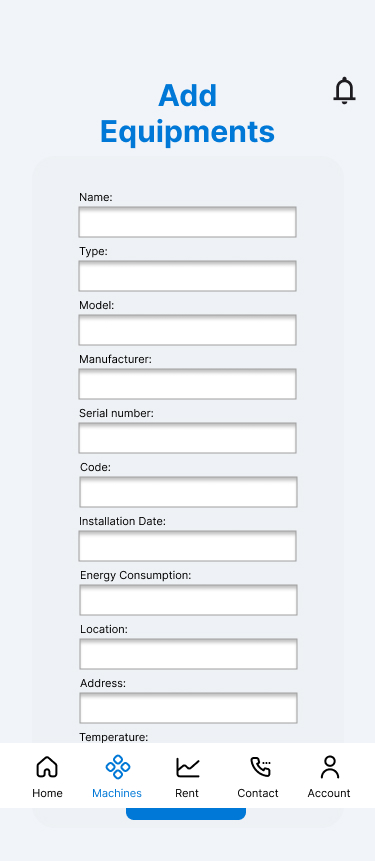 Add
Equipments
Name:
Type:
Model:
Manufacturer:
Serial number:
Code:
Installation Date:
Energy Consumption:
Location:
Address:
Temperature:
Home Machines Rent Contact Account